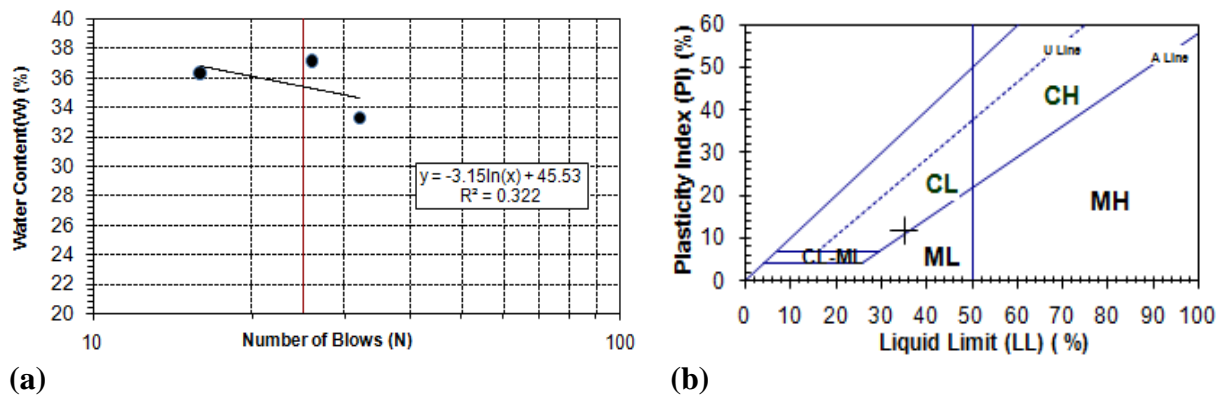 40
38
36
34
32
30
28
26
24
22
20
Water Content(W) (%)
y = -3.15ln(x) + 45.53
R² = 0.322
10
100
Number of Blows (N)
(a)
60
50
40
30
20
10
0
Plasticity Index (PI) (%)
U Line
A Line
CH
CL
MH
CL-ML
ML
0 10 20 30 40 50 60 70 80 90 100
Liquid Limit (LL) ( %)
(b)